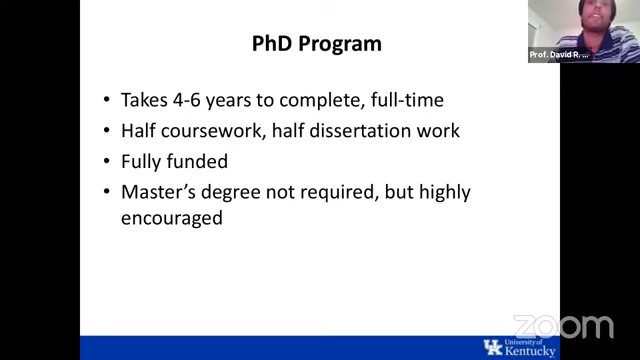 PhD Program
Prof. David R. ...
• Takes 4-6 years to complete, full-time
• Half coursework, half dissertation work
• Fully funded
• Master's degree not required, but highly
encouraged
zoom
UK
University of
Kentucky